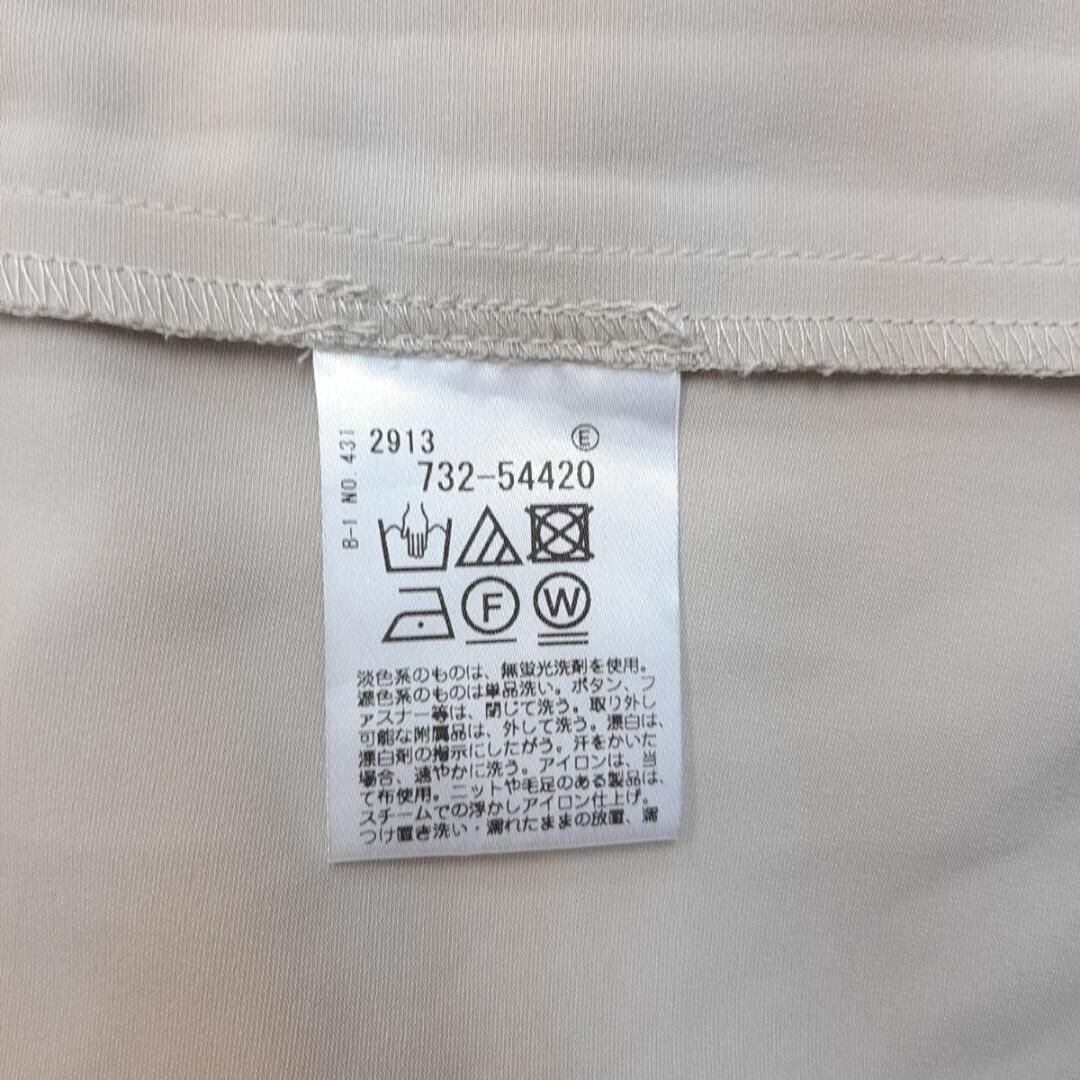 B-1 NO.431
2913 E
732-54420
F W
淡色系のものは、無蛍光洗剤を使用。
濃色系のものは単品洗い。ボタン、フ
ァスナー等は、閉じて洗う。取り外し
可能な附属品は、外して洗う。漂白は、
漂白剤の指示にしたがう。汗をかいた
場合、速やかに洗う。アイロンは、当
て布使用。ニットや毛足のある製品は、
スチームでの浮かしアイロン仕上げ。
つけ置き洗い・濡れたままの放置、濡